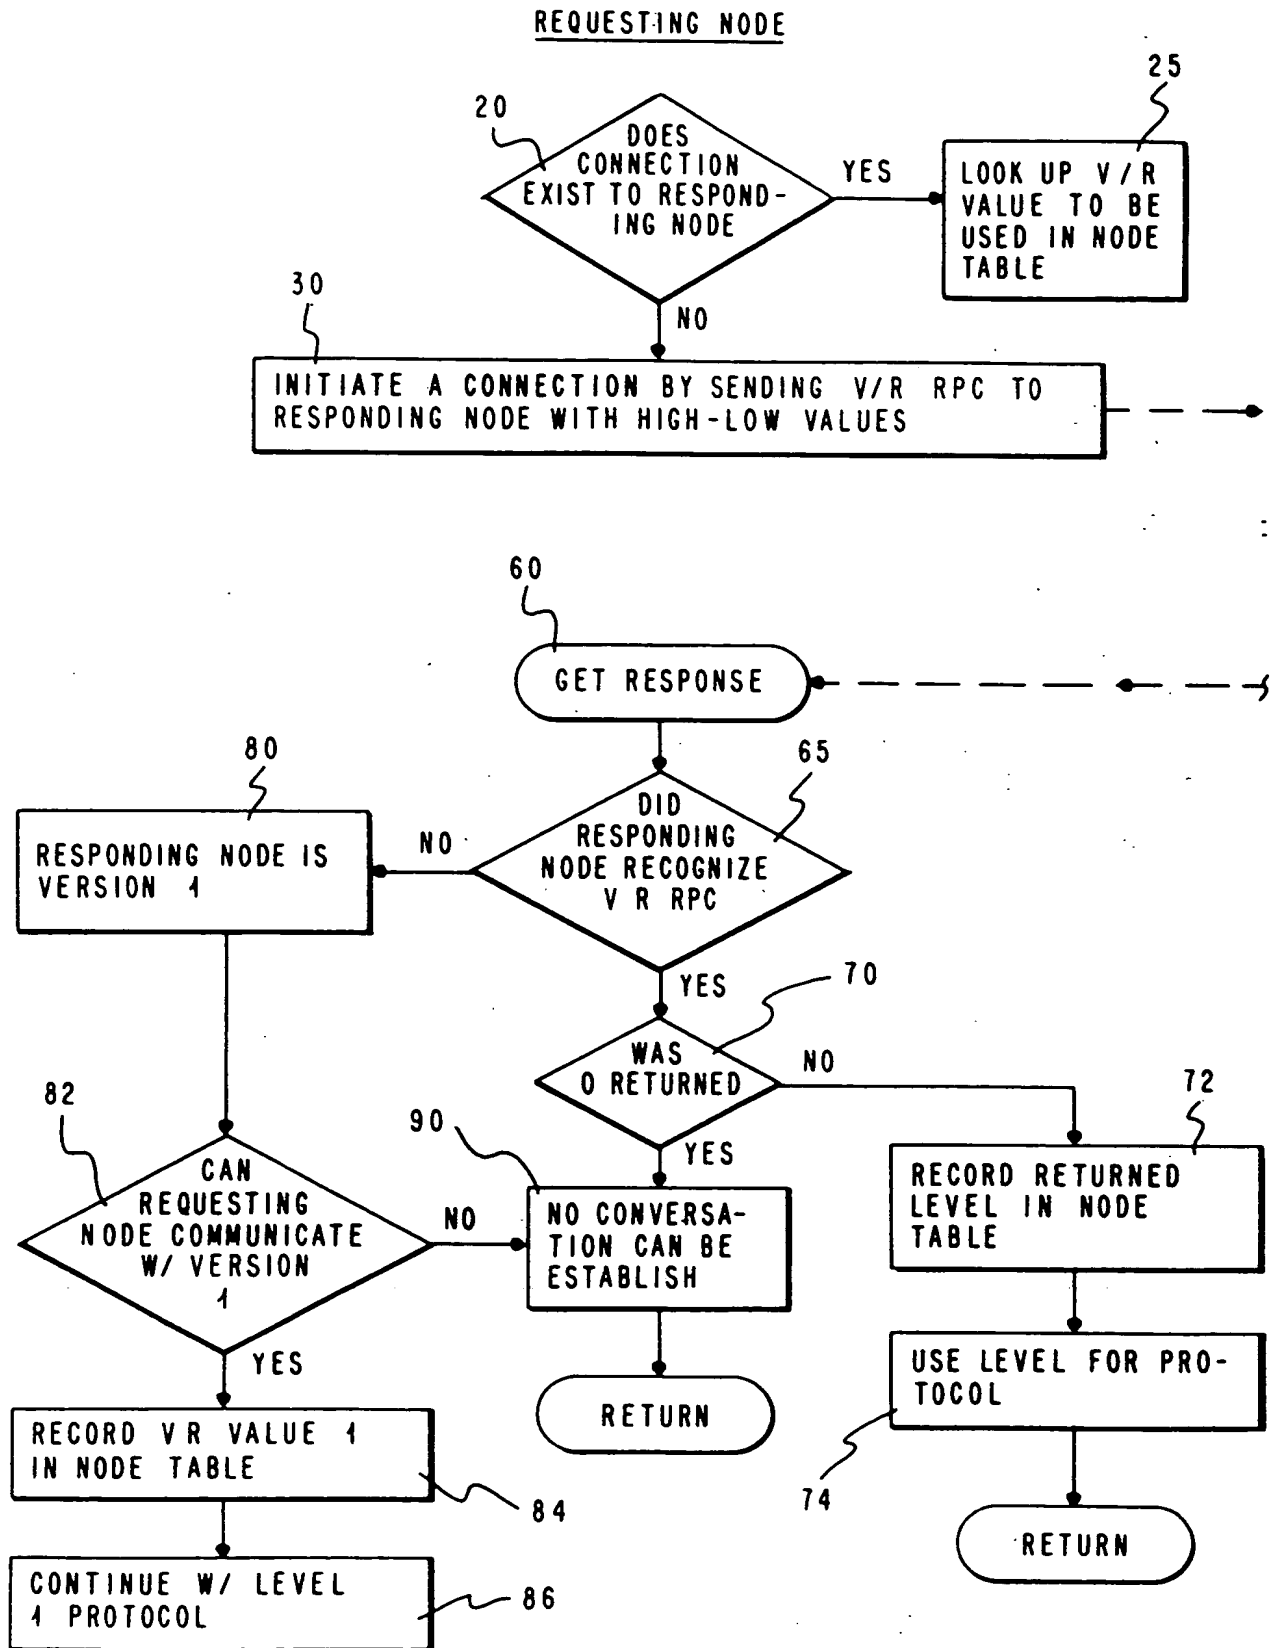 REQUESTING NODE
25
20
DOES
CONNECTION
EXIST TO RESPOND-
ING NODE
YES
LOOK UP V/R
VALUE TO BE
USED IN NODE
TABLE
30
NO
INITIATE A CONNECTION BY SENDING V/R RPC TO
RESPONDING NODE WITH HIGH-LOW VALUES
60
GET RESPONSE
80
65
DID
RESPONDING
NODE RECOGNIZE
V R RPC
NO
RESPONDING NODE IS
VERSION 1
YES
70
WAS
0 RETURNED
NO
82
90
YES
72
CAN
REQUESTING
NODE COMMUNICATE
W/ VERSION
1
NO
NO CONVERSA-
TION CAN BE
ESTABLISH
RECORD RETURNED
LEVEL IN NODE
TABLE
YES
USE LEVEL FOR PRO-
TOCOL
RETURN
RECORD VR VALUE 1
IN NODE TABLE
84
74
RETURN
CONTINUE W/ LEVEL
1 PROTOCOL
86